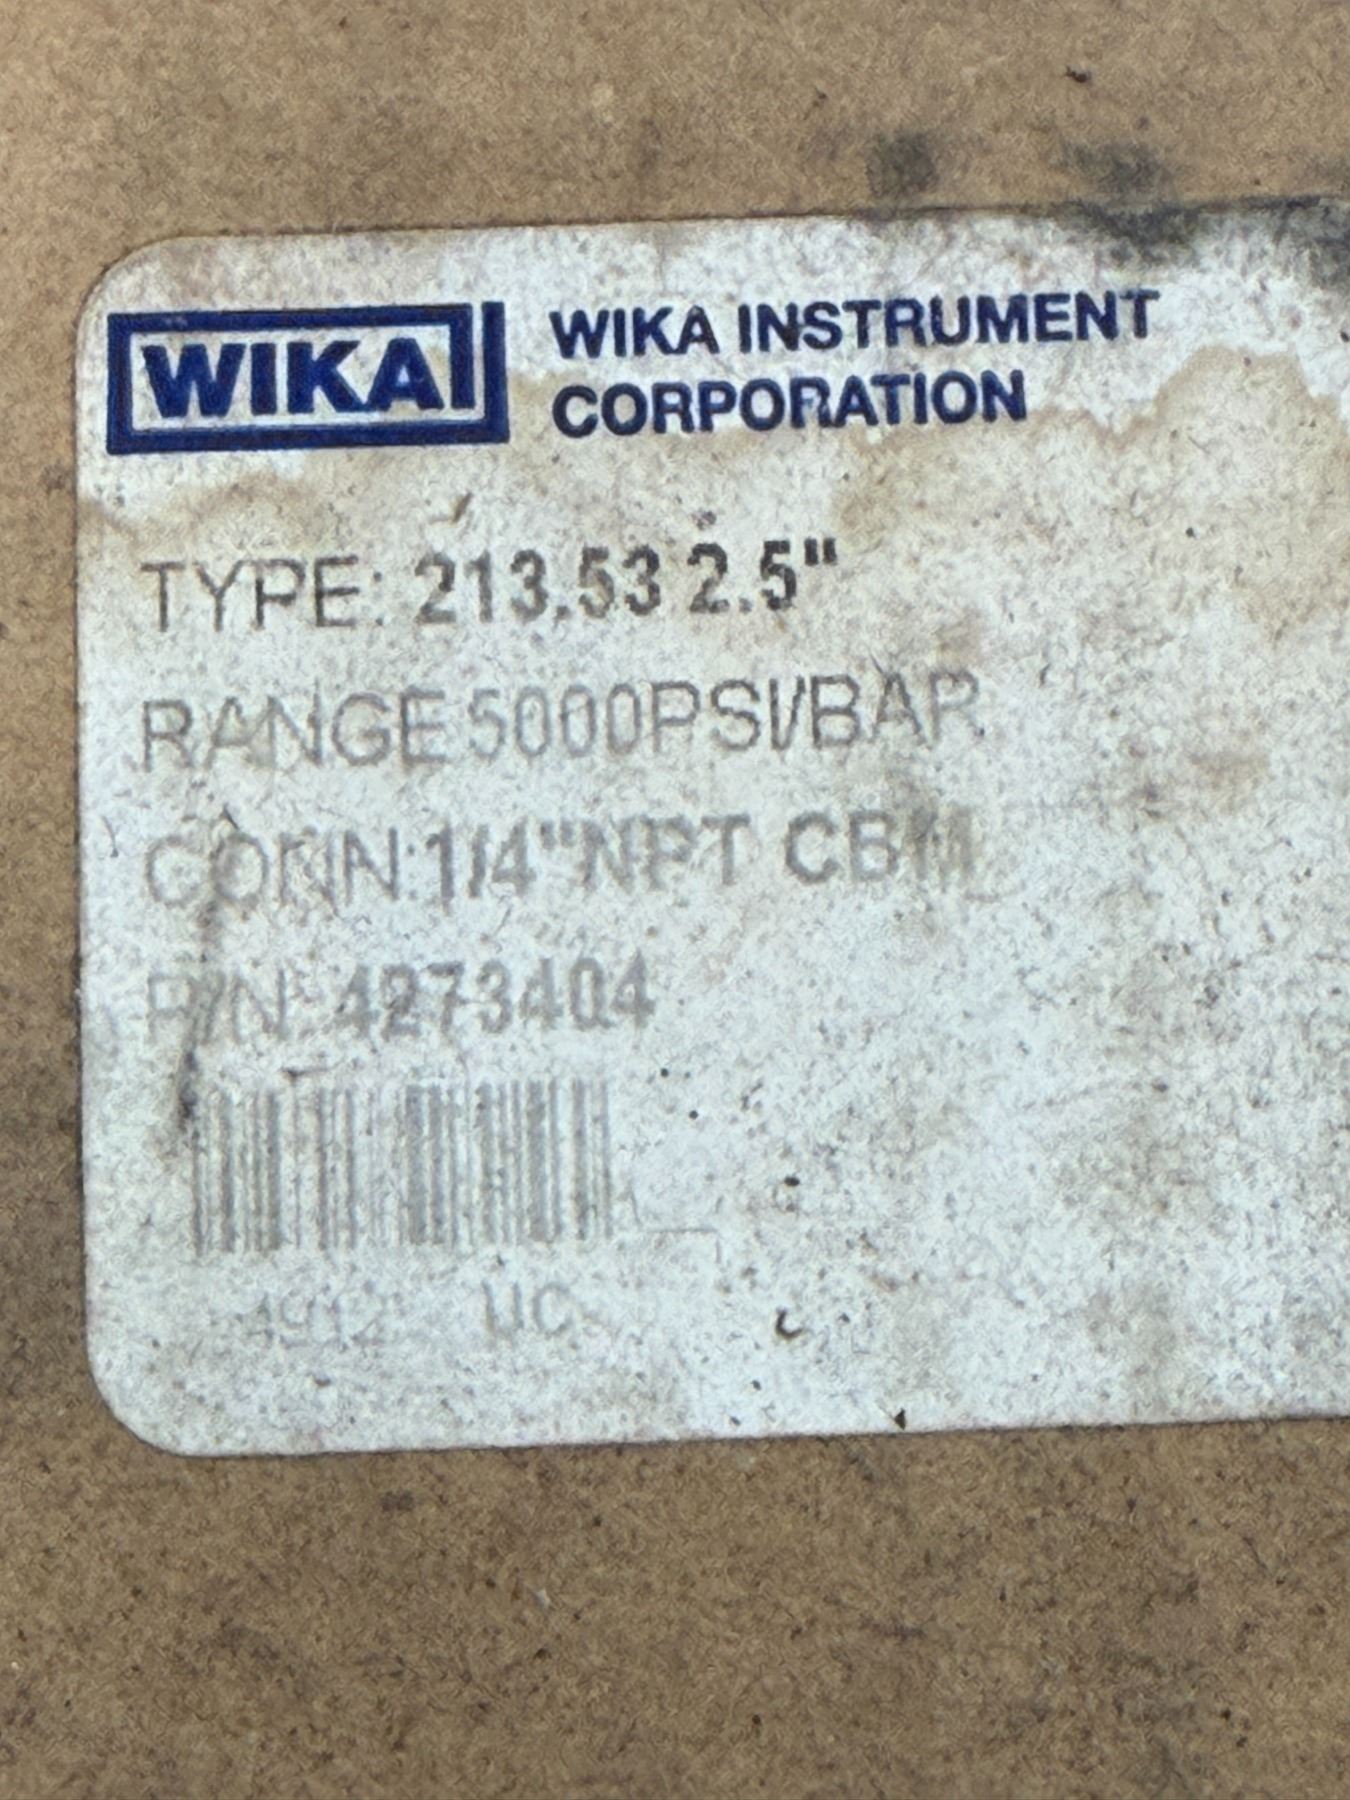 WIKA
WIKA INSTRUMENT
CORPORATION
TYPE: 213.53 2.5"
RANGE 5000PSI/BAR
CONN: 1/4"NPT CBM
P/N: 4273404
UC